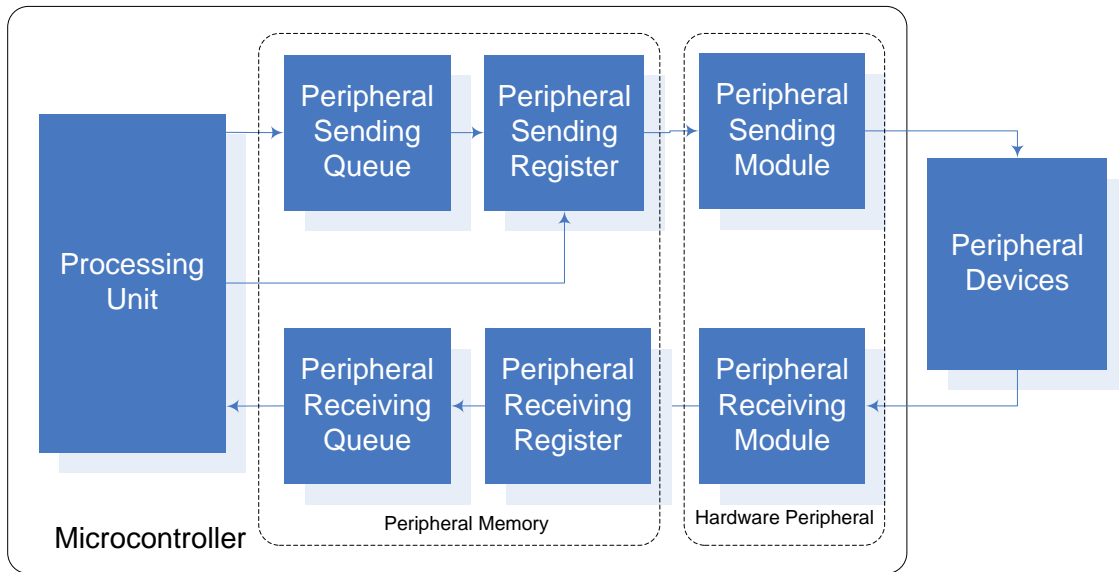 Peripheral
Sending
Queue
Peripheral
Sending
Register
Peripheral
Sending
Module
Processing
Unit
Peripheral
Devices
Peripheral
Receiving
Queue
Peripheral
Receiving
Register
Peripheral
Receiving
Module
Peripheral Memory
Hardware Peripheral
Microcontroller